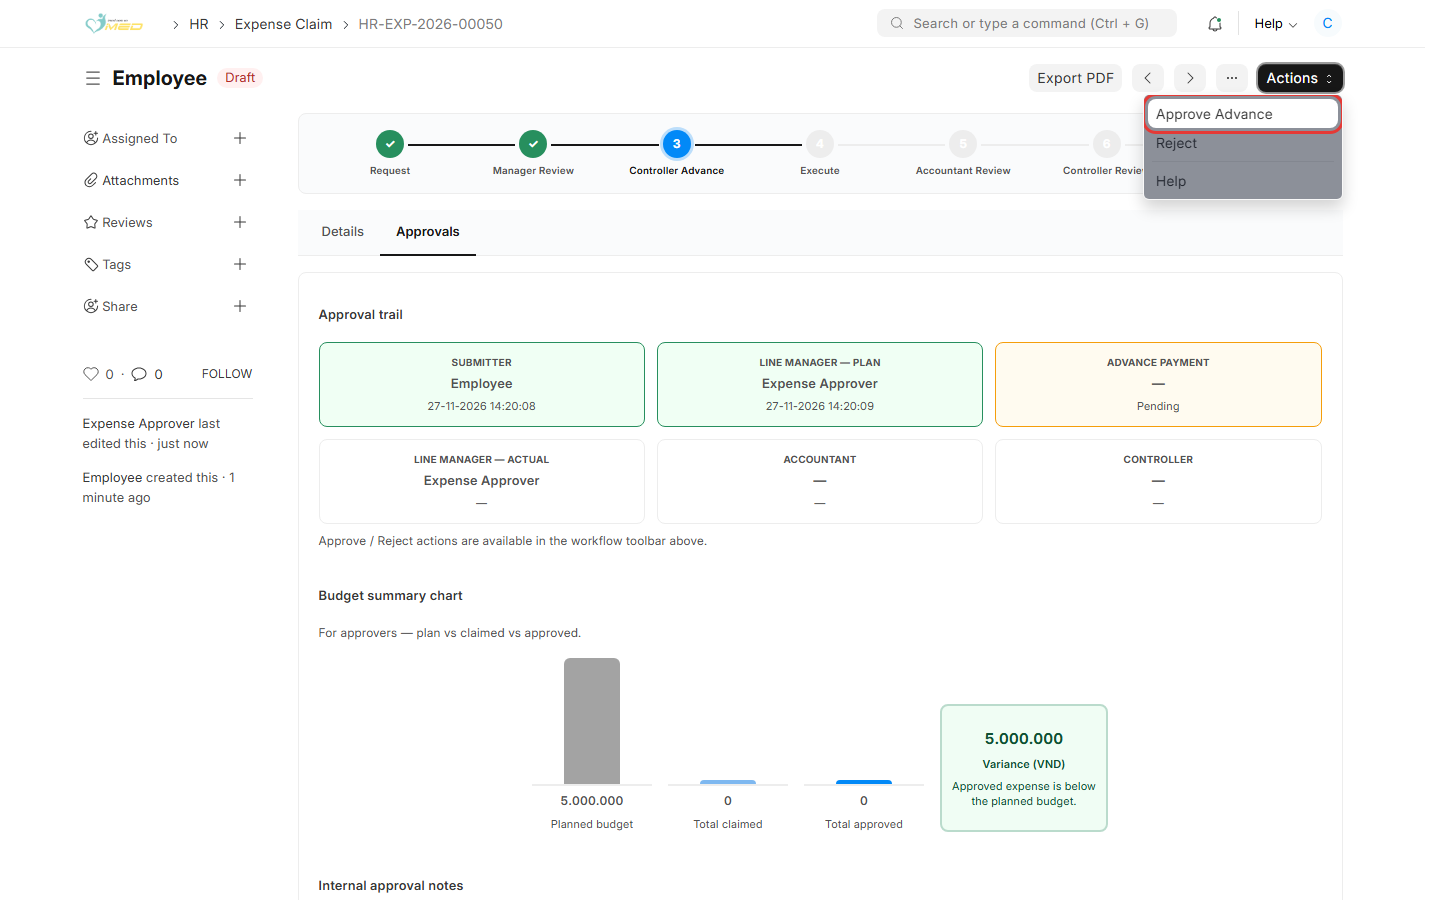 HR
Expense Claim
HR-EXP-2026-00050
Search or type a command (Ctrl + G)
Help
C
Employee
Draft
Export PDF
Actions
Approve Advance
Reject
Help
Assigned To
Attachments
Reviews
Tags
Share
0 · 0
FOLLOW
Expense Approver last
edited this · just now
Employee created this · 1
minute ago
Request
Manager Review
3
Controller Advance
4
Execute
5
Accountant Review
6
Controller Review
Details
Approvals
Approval trail
SUBMITTER
Employee
27-11-2026 14:20:08
LINE MANAGER — PLAN
Expense Approver
27-11-2026 14:20:09
ADVANCE PAYMENT
—
Pending
LINE MANAGER — ACTUAL
Expense Approver
—
ACCOUNTANT
—
—
CONTROLLER
—
—
Approve / Reject actions are available in the workflow toolbar above.
Budget summary chart
For approvers — plan vs claimed vs approved.
5.000.000
Planned budget
0
Total claimed
0
Total approved
5.000.000
Variance (VND)
Approved expense is below
the planned budget.
Internal approval notes